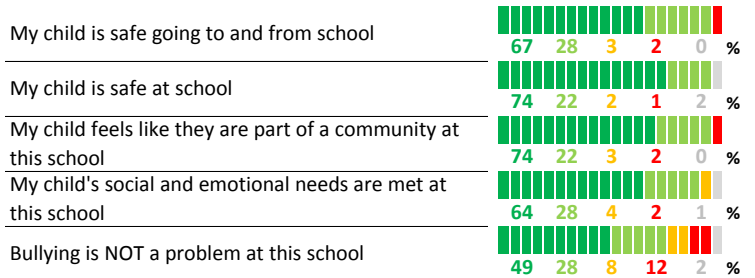 My child is safe going to and from school
67 28 3 2 0 %
My child is safe at school
74 22 2 1 2 %
My child feels like they are part of a community at
this school
74 22 3 2 0 %
My child's social and emotional needs are met at
this school
64 28 4 2 1 %
Bullying is NOT a problem at this school
49 28 8 12 2 %